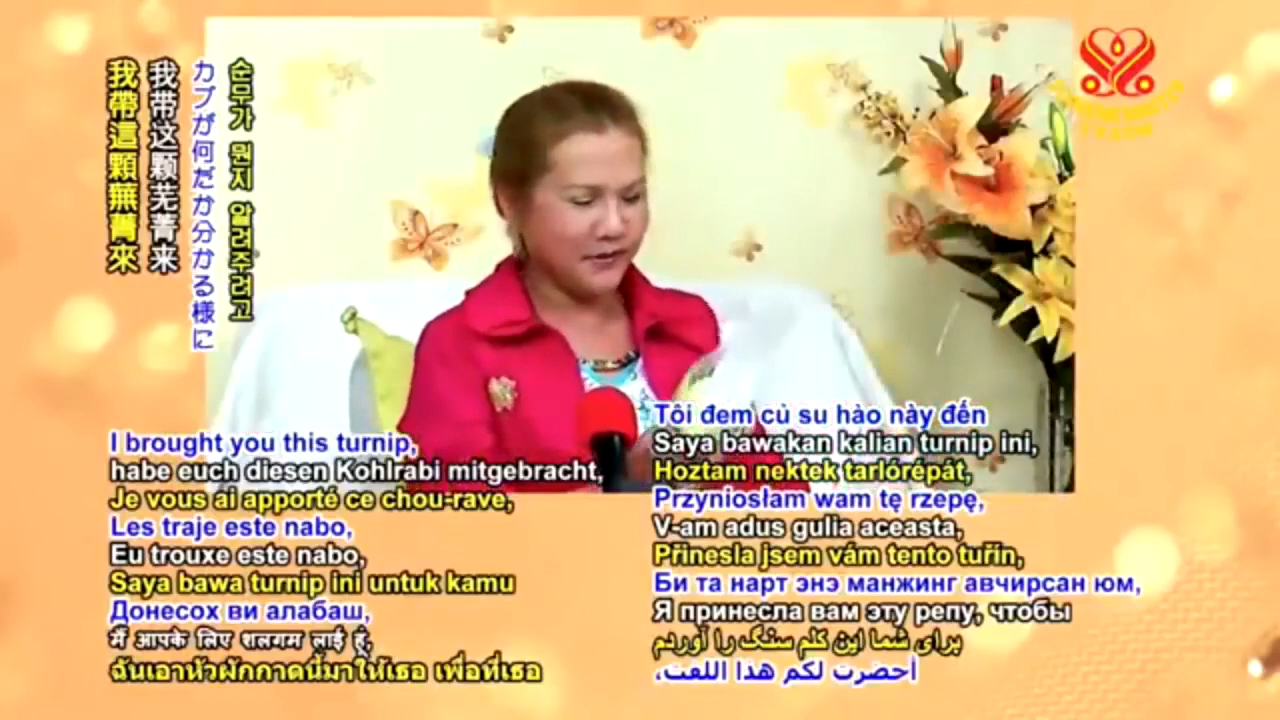 순무가 뭔지 알려주려고
カブが何だか分かる様に
我带这颗芜菁来
我帶這顆蕪菁來
I brought you this turnip,
habe euch diesen Kohlrabi mitgebracht,
Je vous ai apporté ce chou-rave,
Les traje este nabo,
Eu trouxe este nabo,
Saya bawa turnip ini untuk kamu
Донесох ви алабаш,
मैं आपके लिए शलगम लाई हूं,
ฉันเอาหัวผักกาดนี้มาให้เธอ เพื่อที่เธอ
Tôi đem củ su hào này đến
Saya bawakan kalian turnip ini,
Hoztam nektek tarlórépát,
Przyniosłam wam tę rzepę,
V-am adus gulia aceasta,
Přinesla jsem vám tento tuřín,
Би та нарт энэ манжинг авчирсан юм,
Я принесла вам эту репу, чтобы
برای شما این کلم سنگ را آوردم
أحضرت لكم هذا اللفت،